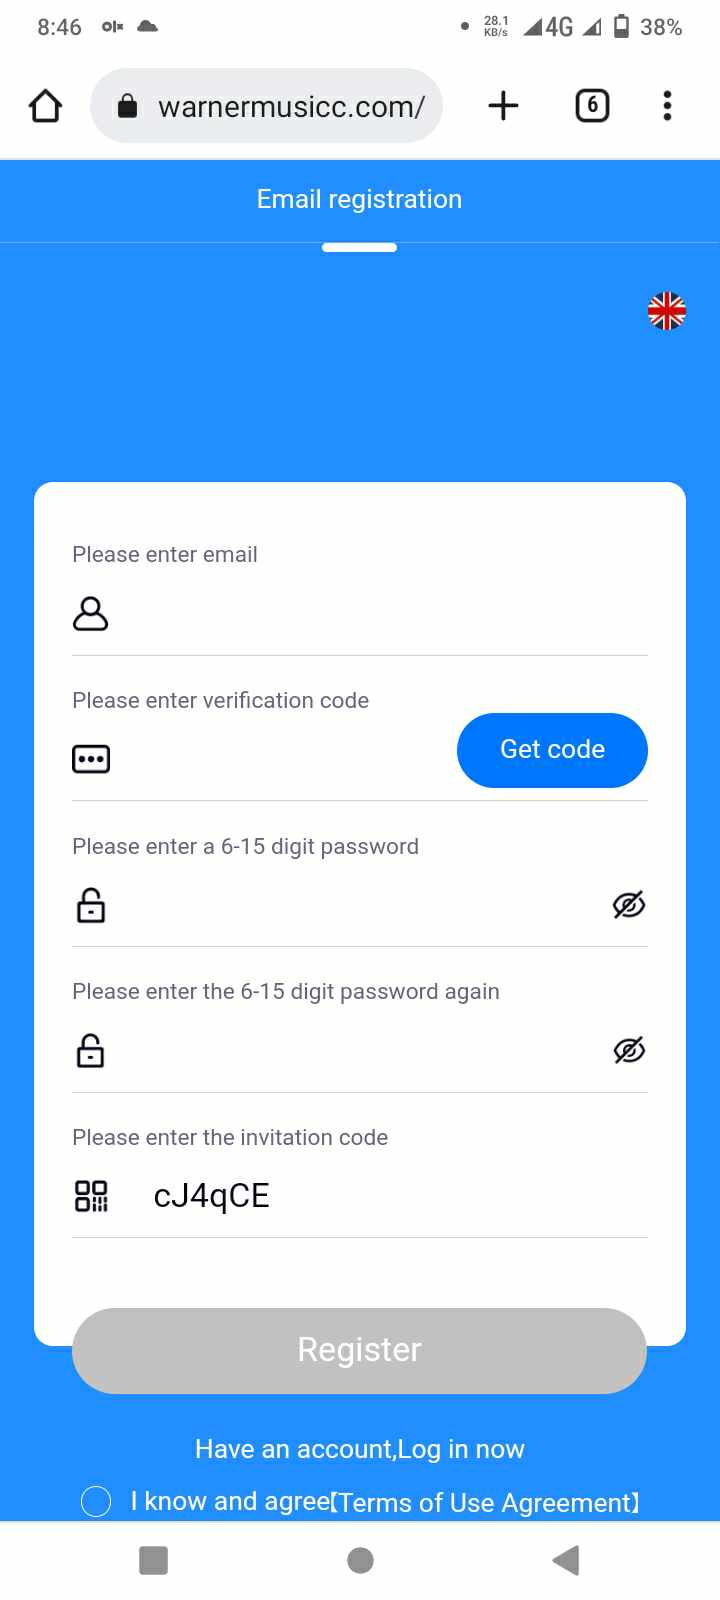 8:46
28.1
KB/s
4G
38%
warnermusicc.com/
6
Email registration
Please enter email
Please enter verification code
Get code
Please enter a 6-15 digit password
Please enter the 6-15 digit password again
Please enter the invitation code
cJ4qCE
Register
Have an account,Log in now
I know and agree【Terms of Use Agreement】